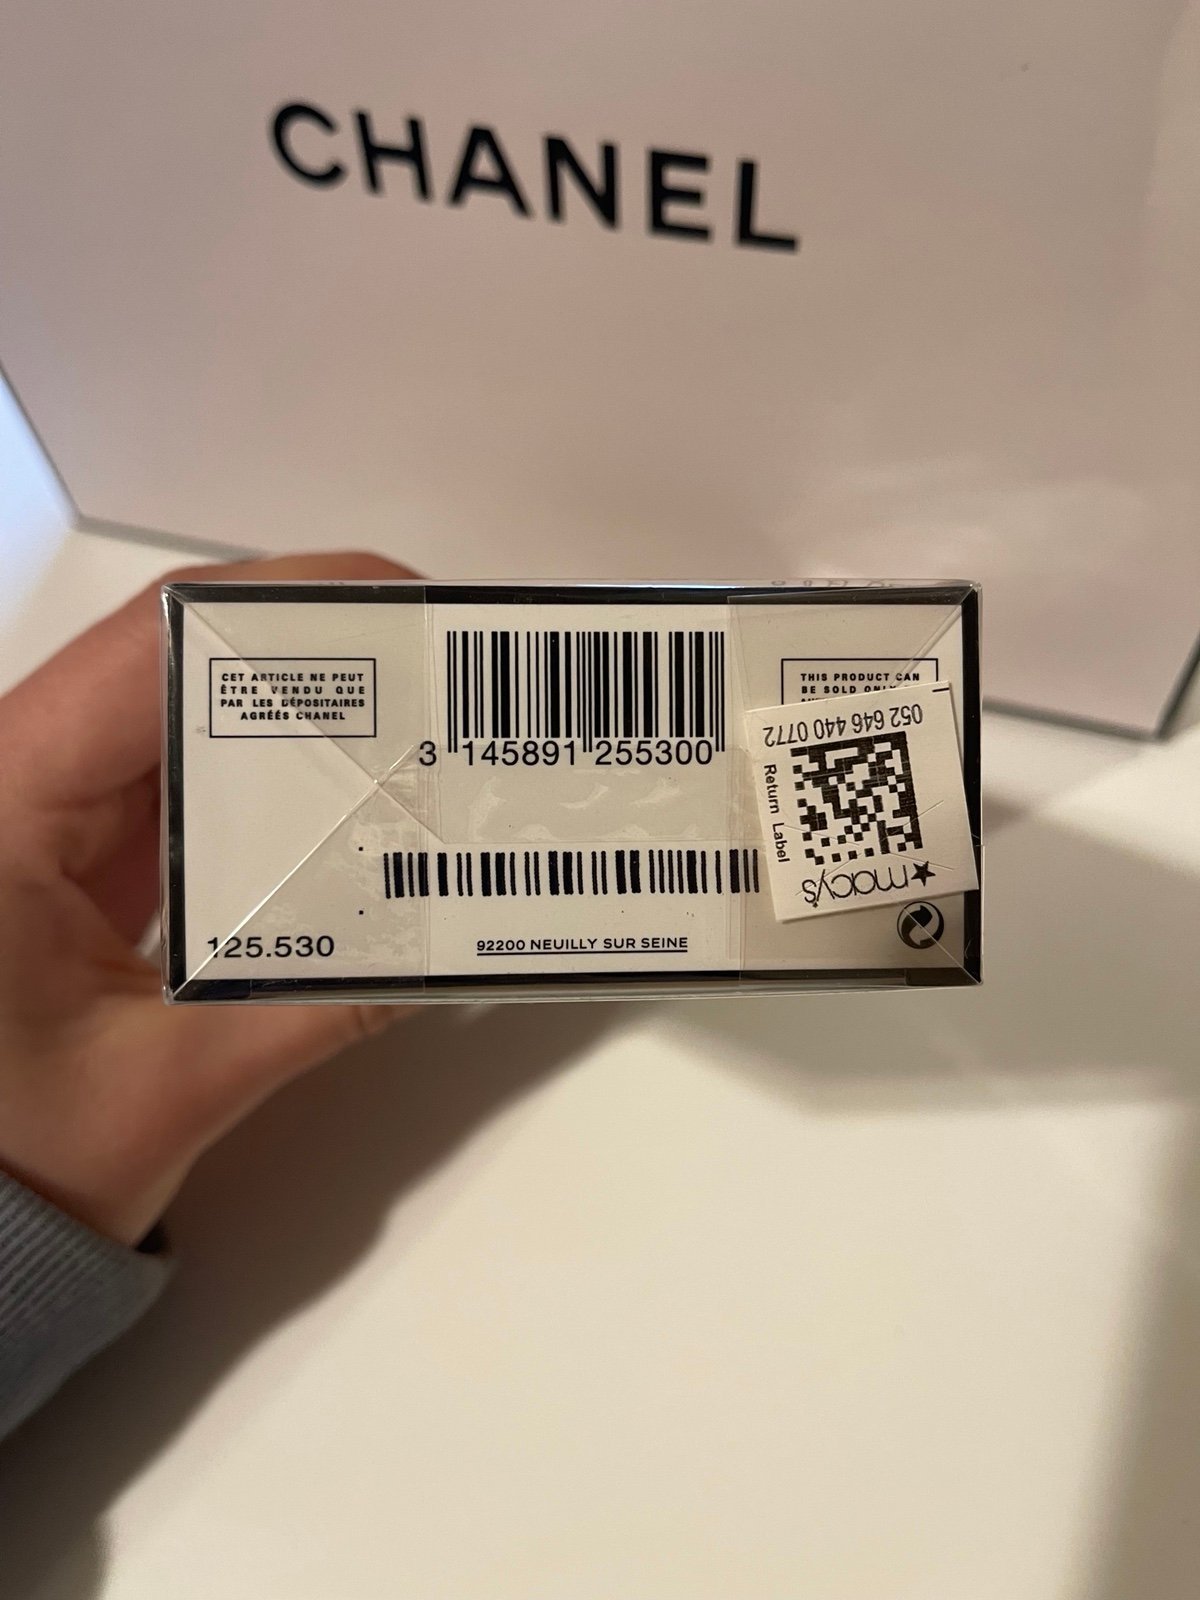 CHANEL
CET ARTICLE NE PEUT
ÊTRE VENDU QUE
PAR LES DÉPOSITAIRES
AGRÉÉS CHANEL
3 145891 255300
THIS PRODUCT CAN
BE SOLD ONLY
052 646 440 0772
Return Label
macy's
125.530
92200 NEUILLY SUR SEINE